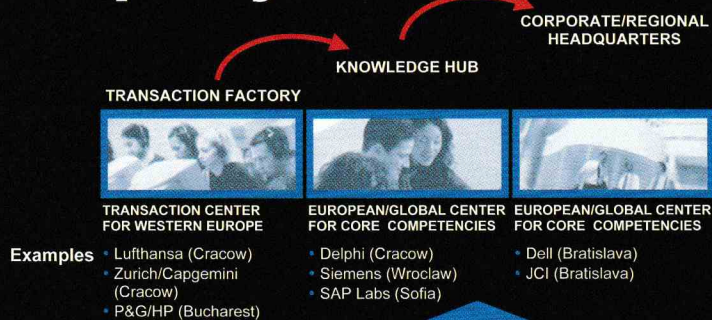 CORPORATE/REGIONAL
HEADQUARTERS
KNOWLEDGE HUB
TRANSACTION FACTORY
TRANSACTION CENTER
FOR WESTERN EUROPE
EUROPEAN/GLOBAL CENTER
FOR CORE COMPETENCIES
EUROPEAN/GLOBAL CENTER
FOR CORE COMPETENCIES
Examples
• Lufthansa (Cracow)
• Zurich/Capgemini
(Cracow)
• P&G/HP (Bucharest)
• Delphi (Cracow)
• Siemens (Wroclaw)
• SAP Labs (Sofia)
• Dell (Bratislava)
• JCI (Bratislava)